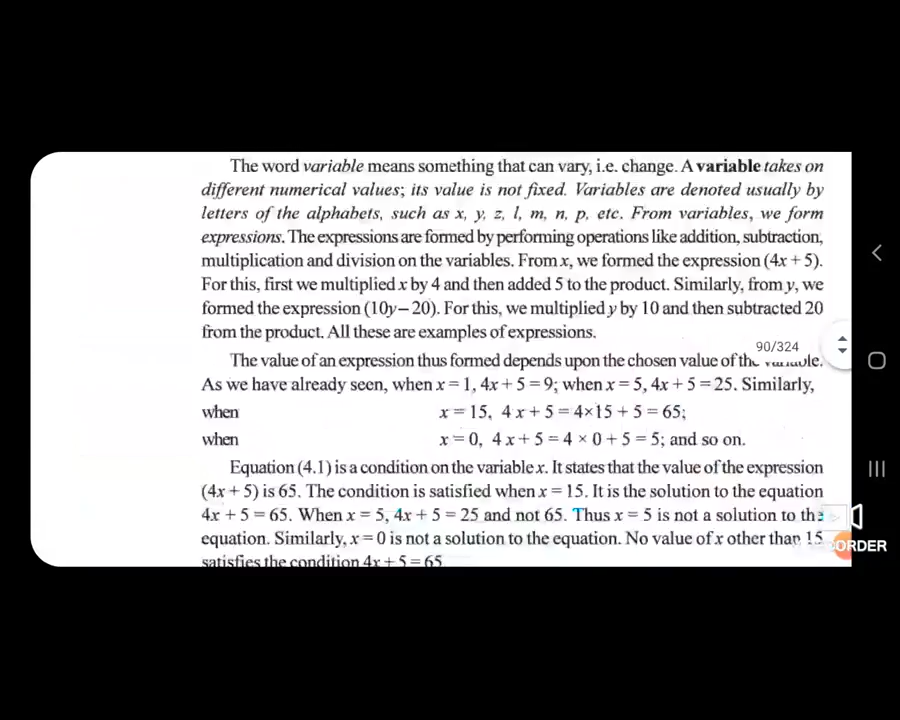 The word variable means something that can vary, i.e. change. A variable takes on
different numerical values; its value is not fixed. Variables are denoted usually by
letters of the alphabets, such as x, y, z, l, m, n, p, etc. From variables, we form
expressions. The expressions are formed by performing operations like addition, subtraction,
multiplication and division on the variables. From x, we formed the expression (4x + 5).
For this, first we multiplied x by 4 and then added 5 to the product. Similarly, from y, we
formed the expression (10y – 20). For this, we multiplied y by 10 and then subtracted 20
from the product. All these are examples of expressions.
90/324
The value of an expression thus formed depends upon the chosen value of the variable.
As we have already seen, when x = 1, 4x + 5 = 9; when x = 5, 4x + 5 = 25. Similarly,
when x = 15, 4 x + 5 = 4×15 + 5 = 65;
when x = 0, 4 x + 5 = 4 × 0 + 5 = 5; and so on.
Equation (4.1) is a condition on the variable x. It states that the value of the expression
(4x + 5) is 65. The condition is satisfied when x = 15. It is the solution to the equation
4x + 5 = 65. When x = 5, 4x + 5 = 25 and not 65. Thus x = 5 is not a solution to the
equation. Similarly, x = 0 is not a solution to the equation. No value of x other than 15
satisfies the condition 4x + 5 = 65